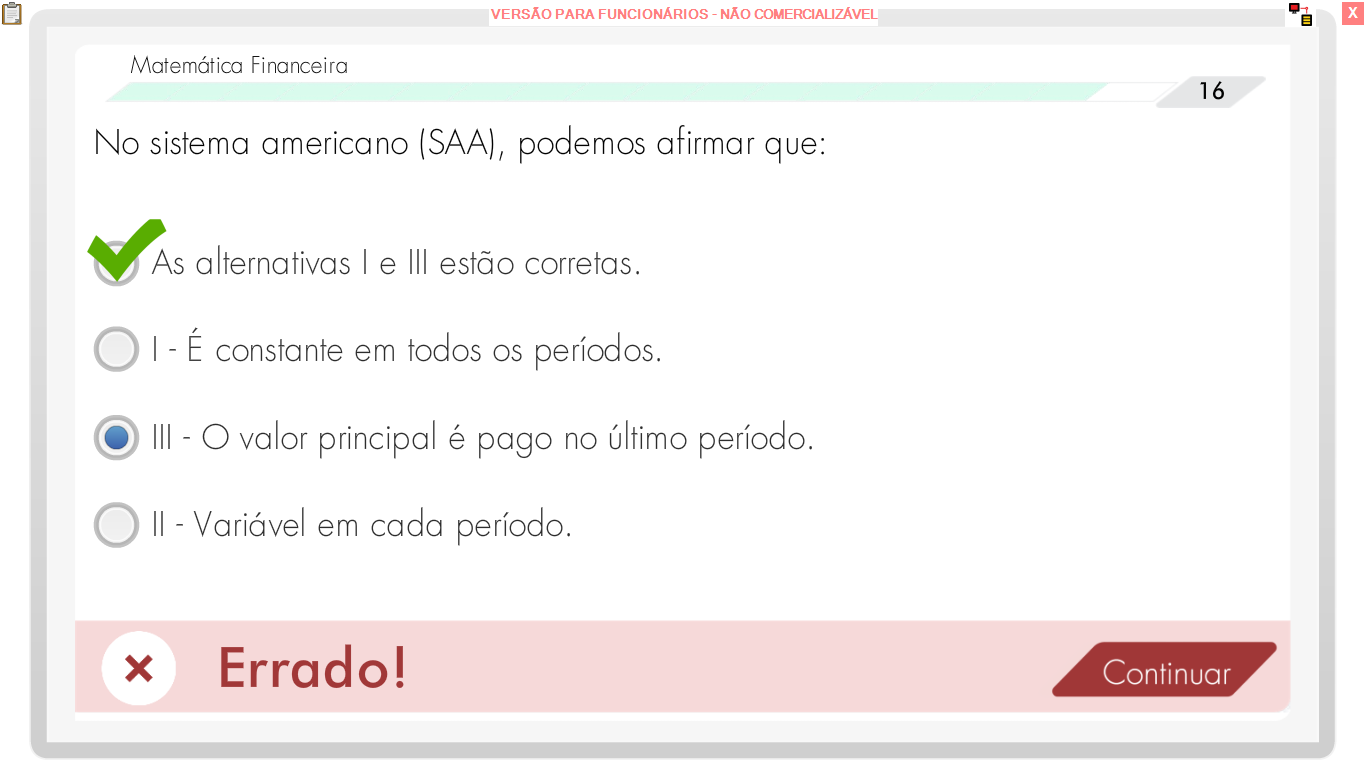 VERSÃO PARA FUNCIONÁRIOS - NÃO COMERCIALIZÁVEL
X
Matemática Financeira
16
No sistema americano (SAA), podemos afirmar que:
As alternativas I e III estão corretas.
I - É constante em todos os períodos.
III - O valor principal é pago no último período.
II - Variável em cada período.
Errado!
Continuar